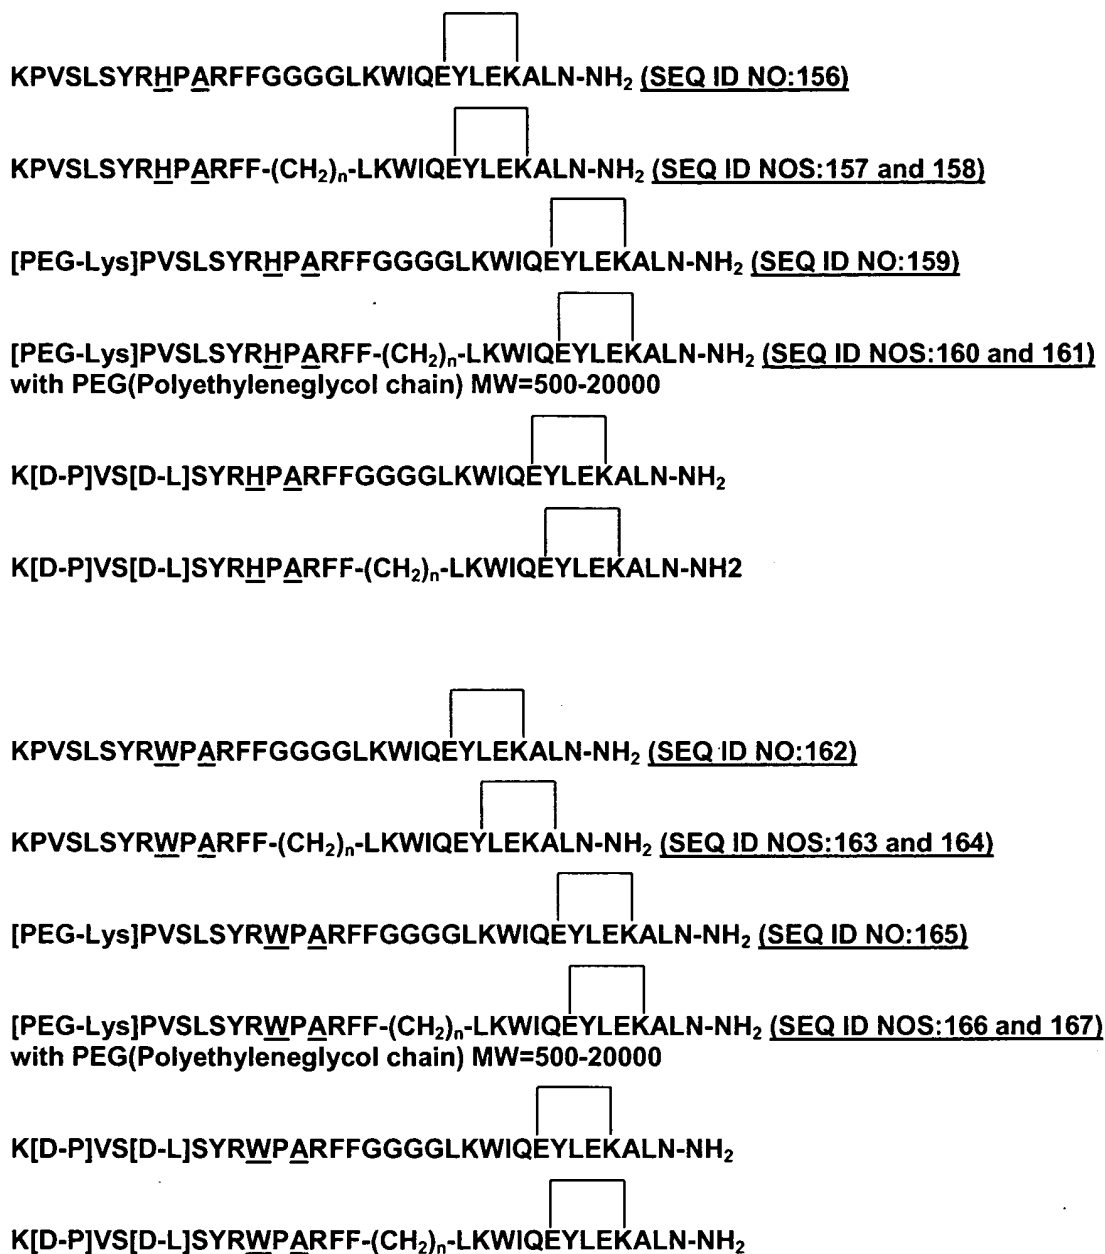 KPVSLSYRHPARFFGGGGLKWIQEYLEKALN-NH₂ (SEQ ID NO:156)
KPVSLSYRHPARFF-(CH₂)ₙ-LKWIQEYLEKALN-NH₂ (SEQ ID NOS:157 and 158)
[PEG-Lys]PVSLSYRHPARFFGGGGLKWIQEYLEKALN-NH₂ (SEQ ID NO:159)
[PEG-Lys]PVSLSYRHPARFF-(CH₂)ₙ-LKWIQEYLEKALN-NH₂ (SEQ ID NOS:160 and 161)
with PEG(Polyethyleneglycol chain) MW=500-20000
K[D-P]VS[D-L]SYRHPARFFGGGGLKWIQEYLEKALN-NH₂
K[D-P]VS[D-L]SYRHPARFF-(CH₂)ₙ-LKWIQEYLEKALN-NH2
KPVSLSYRWPARFFGGGGLKWIQEYLEKALN-NH₂ (SEQ ID NO:162)
KPVSLSYRWPARFF-(CH₂)ₙ-LKWIQEYLEKALN-NH₂ (SEQ ID NOS:163 and 164)
[PEG-Lys]PVSLSYRWPARFFGGGGLKWIQEYLEKALN-NH₂ (SEQ ID NO:165)
[PEG-Lys]PVSLSYRWPARFF-(CH₂)ₙ-LKWIQEYLEKALN-NH₂ (SEQ ID NOS:166 and 167)
with PEG(Polyethyleneglycol chain) MW=500-20000
K[D-P]VS[D-L]SYRWPARFFGGGGLKWIQEYLEKALN-NH₂
K[D-P]VS[D-L]SYRWPARFF-(CH₂)ₙ-LKWIQEYLEKALN-NH₂